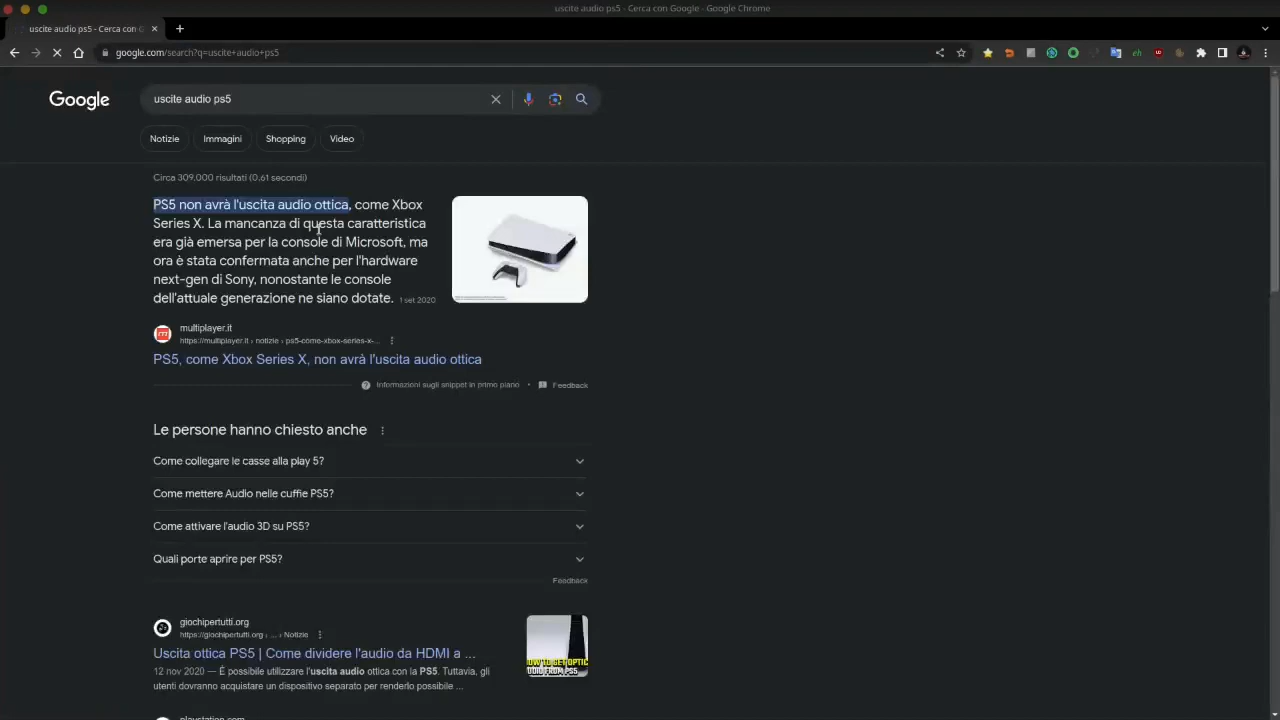 uscite audio ps5 - Cerca con Google - Google Chrome
uscite audio ps5 - Cerca con G
google.com/search?q=uscite+audio+ps5
Google
uscite audio ps5
Notizie
Immagini
Shopping
Video
Circa 309.000 risultati (0,61 secondi)
PS5 non avrà l'uscita audio ottica, come Xbox
Series X. La mancanza di questa caratteristica
era già emersa per la console di Microsoft, ma
ora è stata confermata anche per l'hardware
next-gen di Sony, nonostante le console
dell'attuale generazione ne siano dotate. 1 set 2020
multiplayer.it
https://multiplayer.it › notizie › ps5-come-xbox-series-x-...
PS5, come Xbox Series X, non avrà l'uscita audio ottica
Informazioni sugli snippet in primo piano • Feedback
Le persone hanno chiesto anche
Come collegare le casse alla play 5?
Come mettere Audio nelle cuffie PS5?
Come attivare l'audio 3D su PS5?
Quali porte aprire per PS5?
Feedback
giochipertutti.org
https://giochipertutti.org › ... › Notizie
Uscita ottica PS5 | Come dividere l'audio da HDMI a ...
12 nov 2020 — È possibile utilizzare l'uscita audio ottica con la PS5. Tuttavia, gli
utenti dovranno acquistare un dispositivo separato per renderlo possibile ...
playstation.com